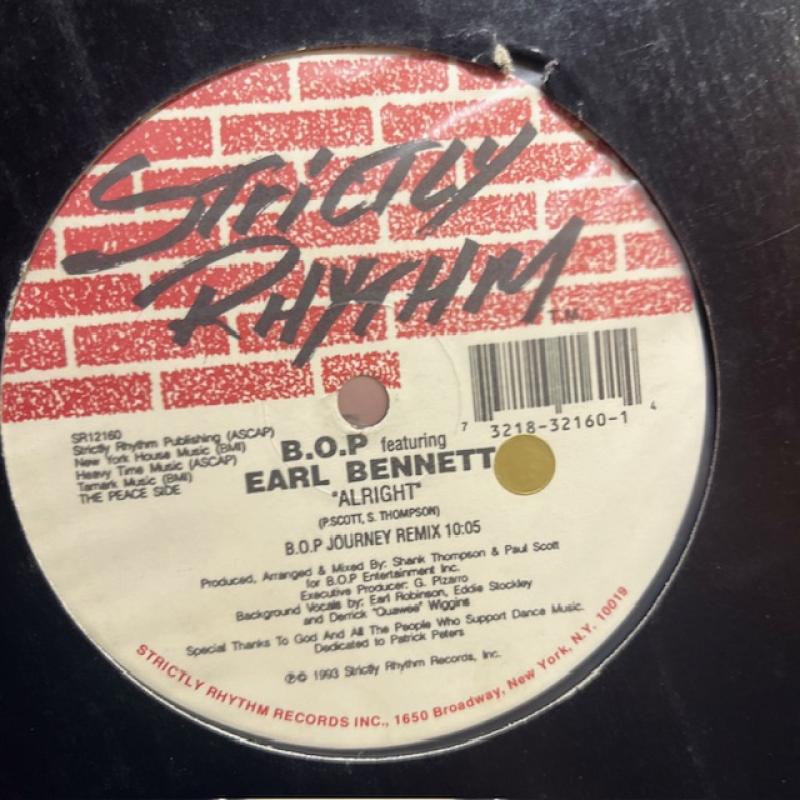 STRICTLY
RHYTHM
T.M.
7 3218-32160-1 4
SR12160
Strictly Rhythm Publishing (ASCAP)
New York House Music (BMI)
Heavy Time Music (ASCAP)
Tamark Music (BMI)
THE PEACE SIDE
B.O.P featuring
EARL BENNETT
"ALRIGHT"
(P.SCOTT, S. THOMPSON)
B.O.P JOURNEY REMIX 10:05
Produced, Arranged & Mixed By: Shank Thompson & Paul Scott
for B.O.P Entertainment Inc.
Executive Producer: G. Pizarro
Background Vocals by: Earl Robinson, Eddie Stockley
and Derrick "Quawee" Wiggins
Special Thanks To God And All The People Who Support Dance Music.
Dedicated to Patrick Peters
℗© 1993 Strictly Rhythm Records, Inc.
STRICTLY RHYTHM RECORDS INC., 1650 Broadway, New York, N.Y. 10019